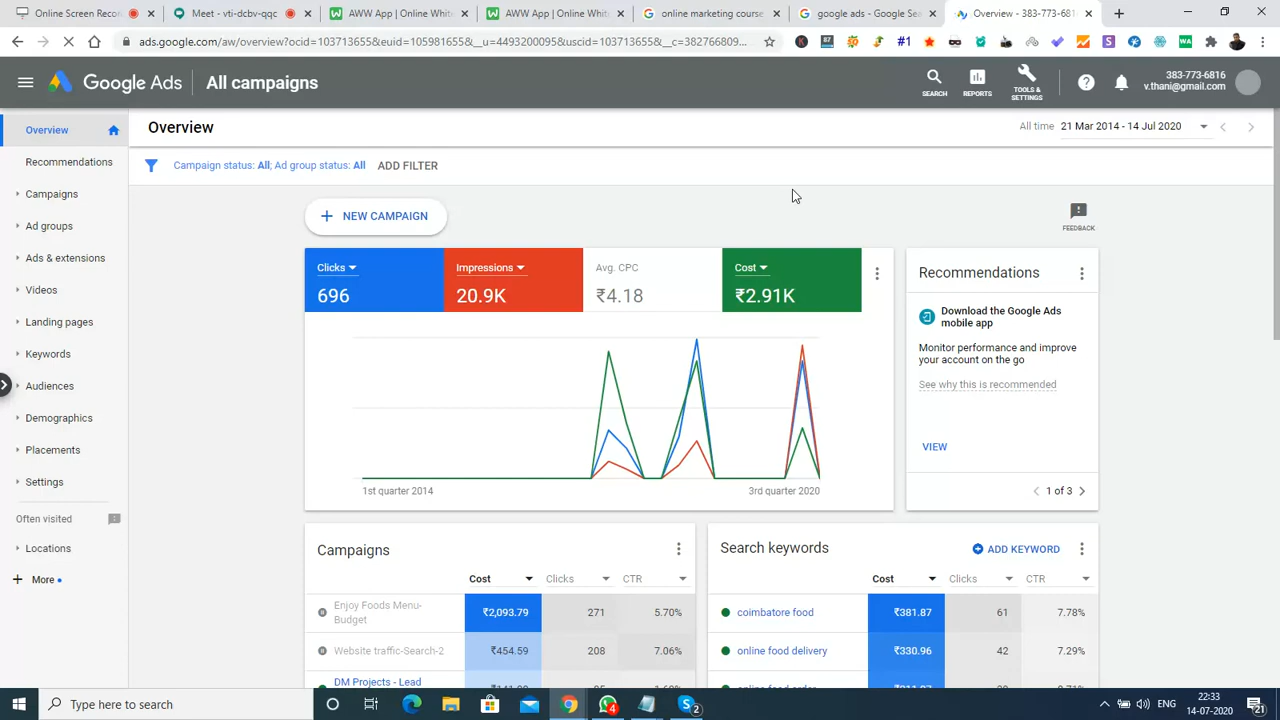 Online Screen Recor
Meet - vti-dcbv-qqc
AWW App | Online Whit
AWW App | Online Whit
online marketing course
google ads - Google Sea
Overview - 383-773-681
ads.google.com/aw/overview?ocid=103713655&euid=105981655&__u=4493200095&uscid=103713655&__c=382766809...
Google Ads
All campaigns
SEARCH
REPORTS
TOOLS & SETTINGS
383-773-6816
v.thani@gmail.com
Overview
Recommendations
Campaigns
Ad groups
Ads & extensions
Videos
Landing pages
Keywords
Audiences
Demographics
Placements
Settings
Often visited
Locations
+ More
Overview
All time 21 Mar 2014 - 14 Jul 2020
Campaign status: All; Ad group status: All ADD FILTER
+ NEW CAMPAIGN
FEEDBACK
Clicks
696
Impressions
20.9K
Avg. CPC
₹4.18
Cost
₹2.91K
1st quarter 2014
3rd quarter 2020
Recommendations
Download the Google Ads
mobile app
Monitor performance and improve
your account on the go
See why this is recommended
VIEW
1 of 3
Campaigns
Cost Clicks CTR
Enjoy Foods Menu-
Budget
₹2,093.79 271 5.70%
Website traffic-Search-2 ₹454.59 208 7.06%
DM Projects - Lead
Search keywords
ADD KEYWORD
Cost Clicks CTR
coimbatore food ₹381.87 61 7.78%
online food delivery ₹330.96 42 7.29%
Type here to search
4
2
ENG
22:33
14-07-2020
21